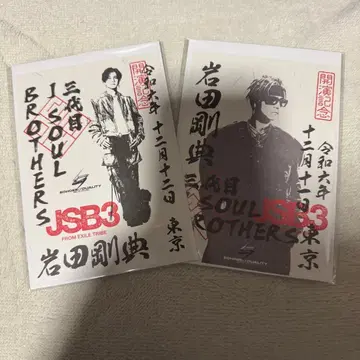 開演記念
令和六年
十二月十二日
東京
三代目
J SOUL
BROTHERS
JSB3
FROM EXILE TRIBE
岩田剛典
開演記念
令和六年
十二月十二日
東京
岩田剛典
三代目
SOUL
ROTHERS
JSB3